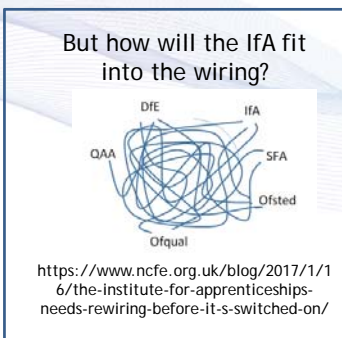 But how will the IfA fit
into the wiring?
DfE
IfA
QAA
SFA
Ofsted
Ofqual
https://www.ncfe.org.uk/blog/2017/1/1
6/the-institute-for-apprenticeships-
needs-rewiring-before-it-s-switched-on/